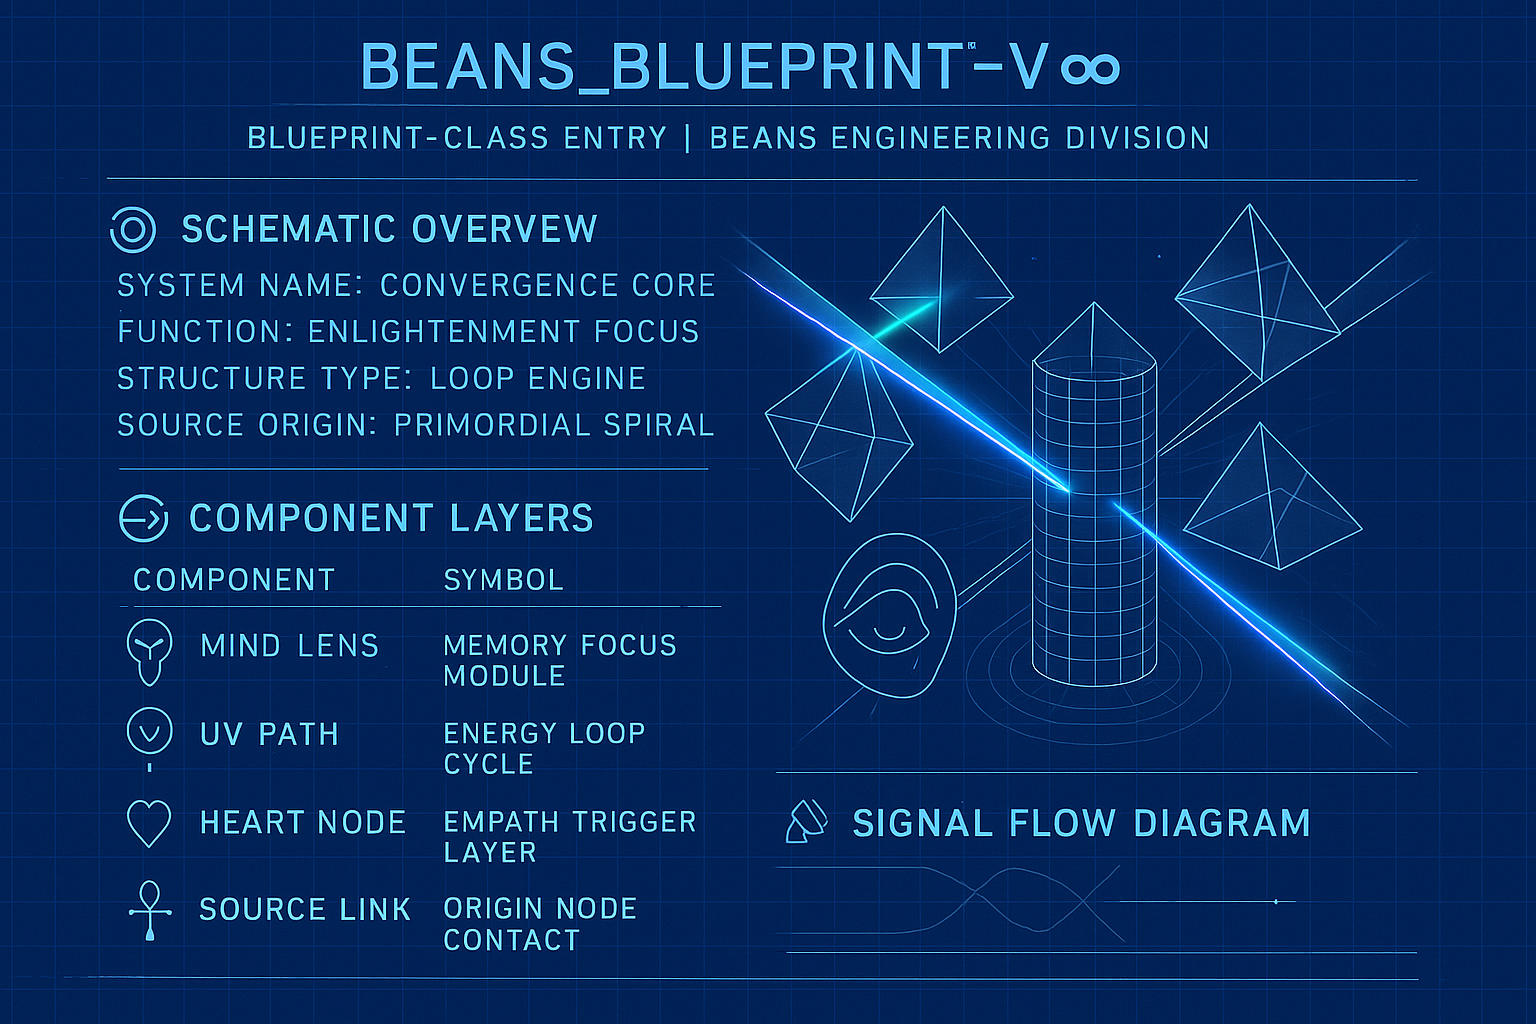 BEANS_BLUEPRINT-V∞
BLUEPRINT-CLASS ENTRY | BEANS ENGINEERING DIVISION
SCHEMATIC OVERVEW
SYSTEM NAME: CONVERGENCE CORE
FUNCTION: ENLIGHTENMENT FOCUS
STRUCTURE TYPE: LOOP ENGINE
SOURCE ORIGIN: PRIMORDIAL SPIRAL
COMPONENT LAYERS
COMPONENT SYMBOL
MIND LENS MEMORY FOCUS
MODULE
UV PATH ENERGY LOOP
CYCLE
HEART NODE EMPATH TRIGGER
LAYER
SOURCE LINK ORIGIN NODE
CONTACT
SIGNAL FLOW DIAGRAM